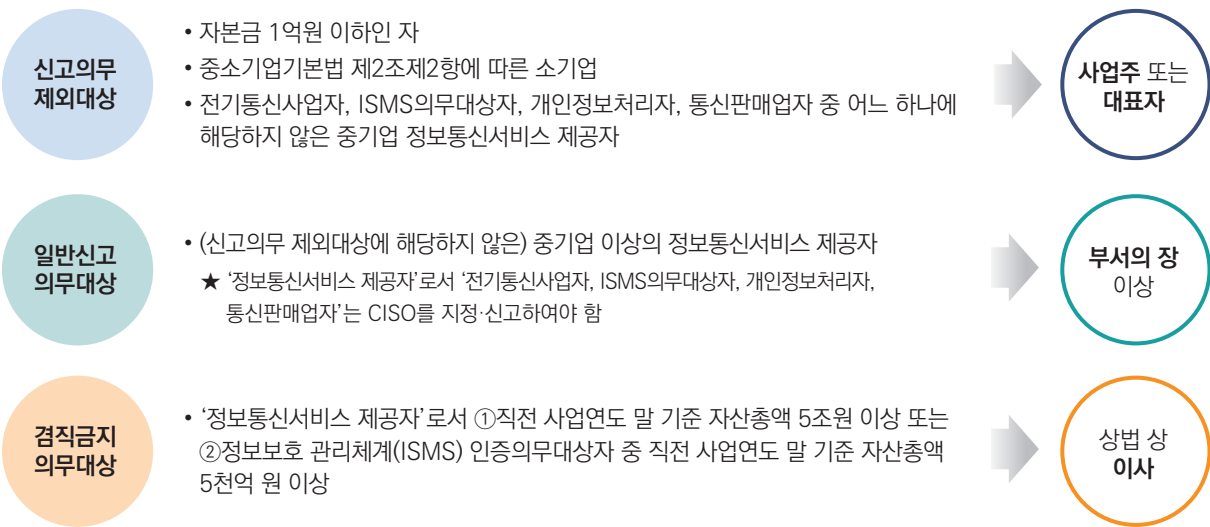 신고의무
제외대상
• 자본금 1억원 이하인 자
• 중소기업기본법 제2조제2항에 따른 소기업
• 전기통신사업자, ISMS의무대상자, 개인정보처리자, 통신판매업자 중 어느 하나에
해당하지 않은 중기업 정보통신서비스 제공자
사업주 또는
대표자
일반신고
의무대상
• (신고의무 제외대상에 해당하지 않은) 중기업 이상의 정보통신서비스 제공자
★ ‘정보통신서비스 제공자’로서 ‘전기통신사업자, ISMS의무대상자, 개인정보처리자,
통신판매업자’는 CISO를 지정·신고하여야 함
부서의 장
이상
겸직금지
의무대상
• ‘정보통신서비스 제공자’로서 ①직전 사업연도 말 기준 자산총액 5조원 이상 또는
②정보보호 관리체계(ISMS) 인증의무대상자 중 직전 사업연도 말 기준 자산총액
5천억 원 이상
상법 상
이사